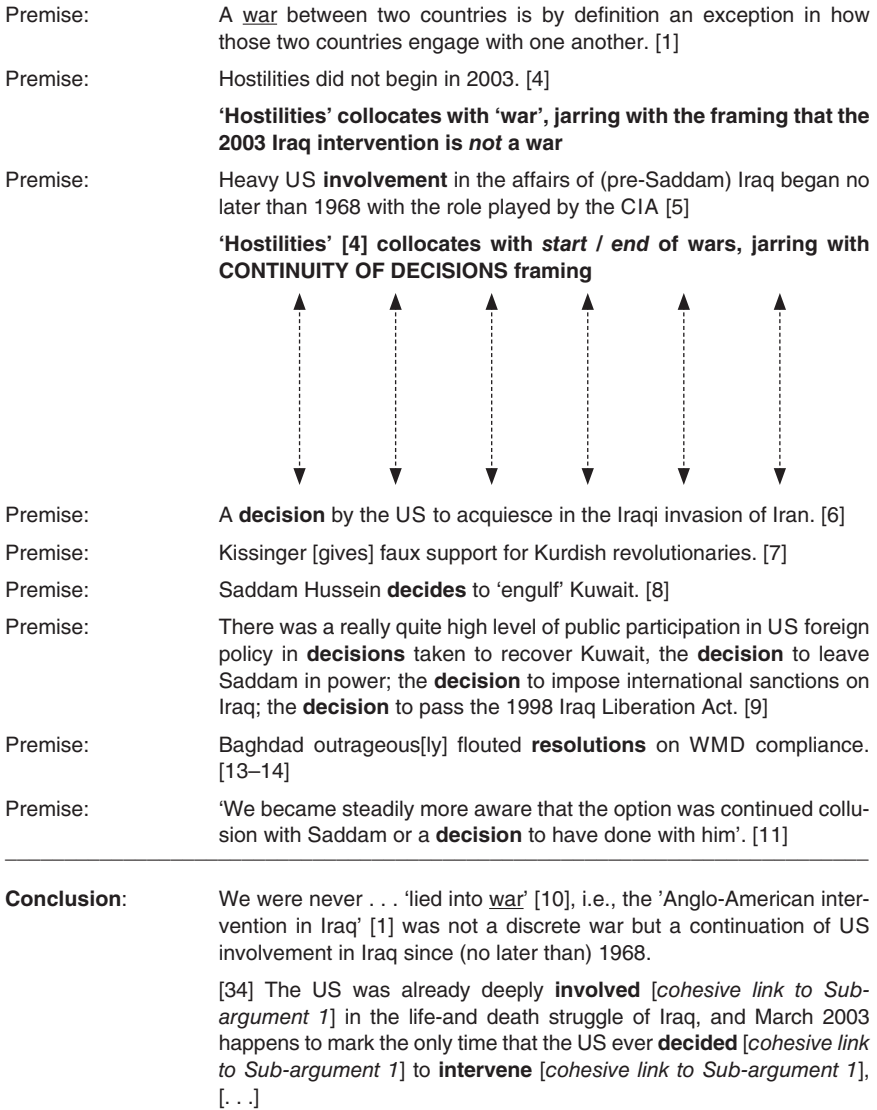 Premise: A war between two countries is by definition an exception in how
those two countries engage with one another. [1]
Premise: Hostilities did not begin in 2003. [4]
‘Hostilities’ collocates with ‘war’, jarring with the framing that the
2003 Iraq intervention is not a war
Premise: Heavy US involvement in the affairs of (pre-Saddam) Iraq began no
later than 1968 with the role played by the CIA [5]
‘Hostilities’ [4] collocates with start / end of wars, jarring with
CONTINUITY OF DECISIONS framing
Premise: A decision by the US to acquiesce in the Iraqi invasion of Iran. [6]
Premise: Kissinger [gives] faux support for Kurdish revolutionaries. [7]
Premise: Saddam Hussein decides to ‘engulf’ Kuwait. [8]
Premise: There was a really quite high level of public participation in US foreign
policy in decisions taken to recover Kuwait, the decision to leave
Saddam in power; the decision to impose international sanctions on
Iraq; the decision to pass the 1998 Iraq Liberation Act. [9]
Premise: Baghdad outrageous[ly] flouted resolutions on WMD compliance.
[13–14]
Premise: ‘We became steadily more aware that the option was continued collu-
sion with Saddam or a decision to have done with him’. [11]
Conclusion: We were never . . . ‘lied into war’ [10], i.e., the ’Anglo-American inter-
vention in Iraq’ [1] was not a discrete war but a continuation of US
involvement in Iraq since (no later than) 1968.
[34] The US was already deeply involved [cohesive link to Sub-
argument 1] in the life-and death struggle of Iraq, and March 2003
happens to mark the only time that the US ever decided [cohesive link
to Sub-argument 1] to intervene [cohesive link to Sub-argument 1],
[. . .]